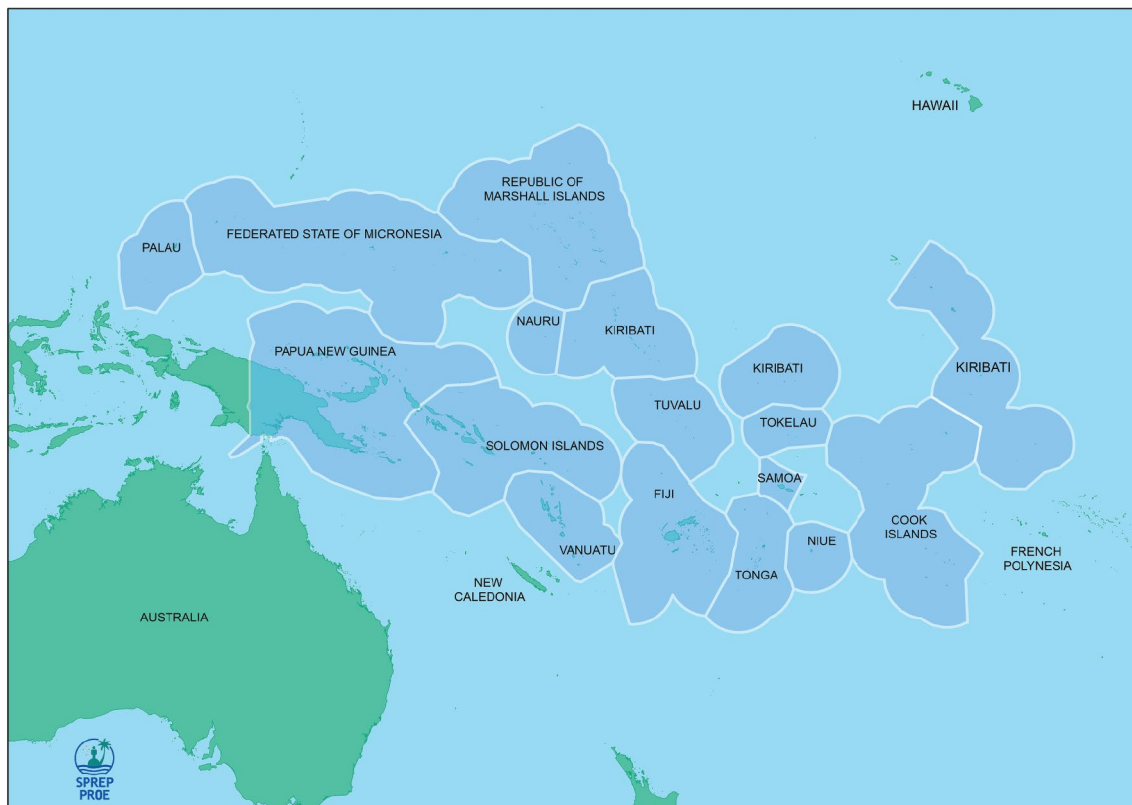 HAWAII
REPUBLIC OF
MARSHALL ISLANDS
FEDERATED STATE OF MICRONESIA
PALAU
NAURU
KIRIBATI
PAPUA NEW GUINEA
KIRIBATI
KIRIBATI
TUVALU
TOKELAU
SOLOMON ISLANDS
SAMOA
FIJI
COOK
ISLANDS
NIUE
VANUATU
FRENCH
POLYNESIA
TONGA
NEW
CALEDONIA
AUSTRALIA
SPREP
PROE